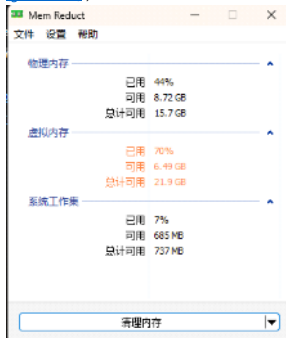 Mem Reduct
文件 设置 帮助
物理内存
已用 44%
可用 8.72 GB
总计可用 15.7 GB
虚拟内存
已用 70%
可用 6.49 GB
总计可用 21.9 GB
系统工作集
已用 7%
可用 685 MB
总计可用 737 MB
清理内存